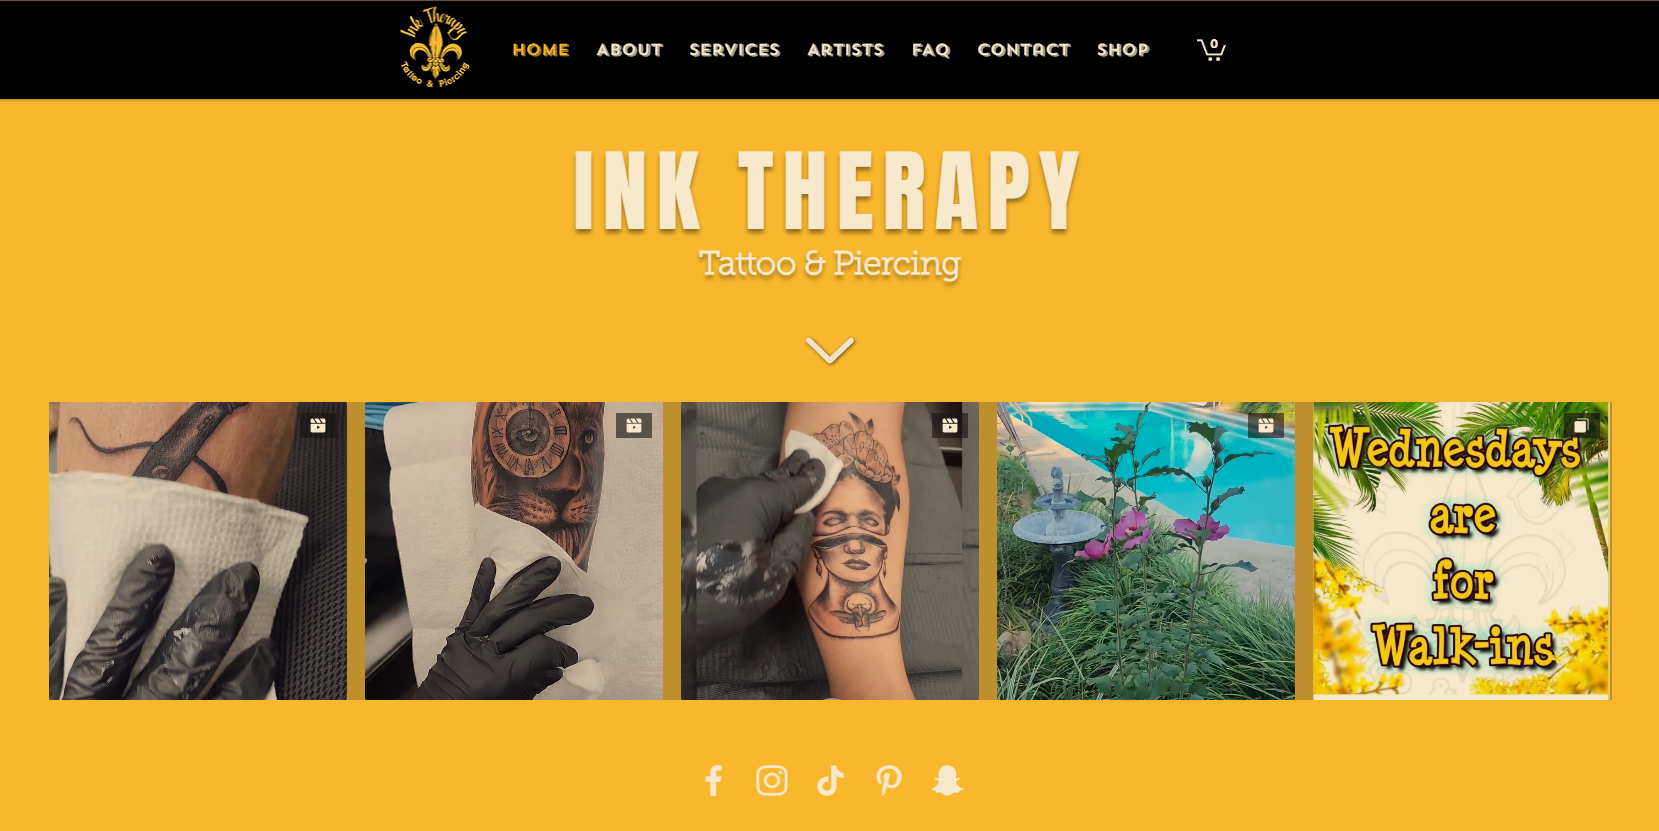 Ink Therapy
Tattoo & Piercing
HOME ABOUT SERVICES ARTISTS FAQ CONTACT SHOP 0
INK THERAPY
Tattoo & Piercing
Wednesdays
are
for
Walk-ins